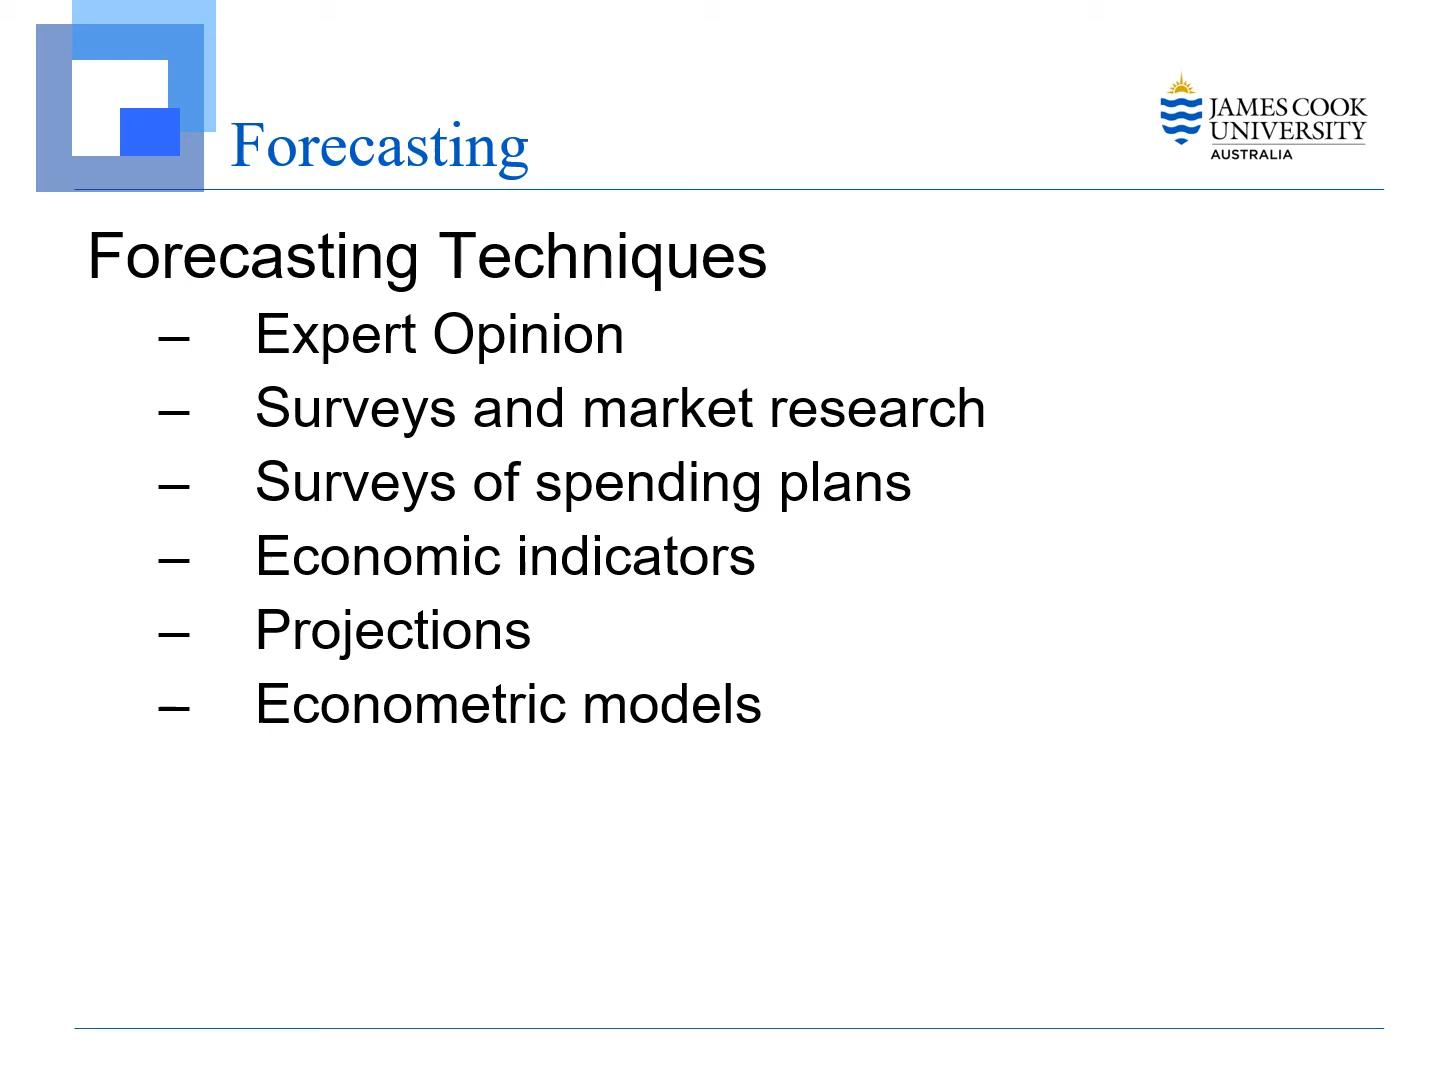 JAMES COOK
UNIVERSITY
AUSTRALIA
Forecasting
Forecasting Techniques
– Expert Opinion
– Surveys and market research
– Surveys of spending plans
– Economic indicators
– Projections
– Econometric models